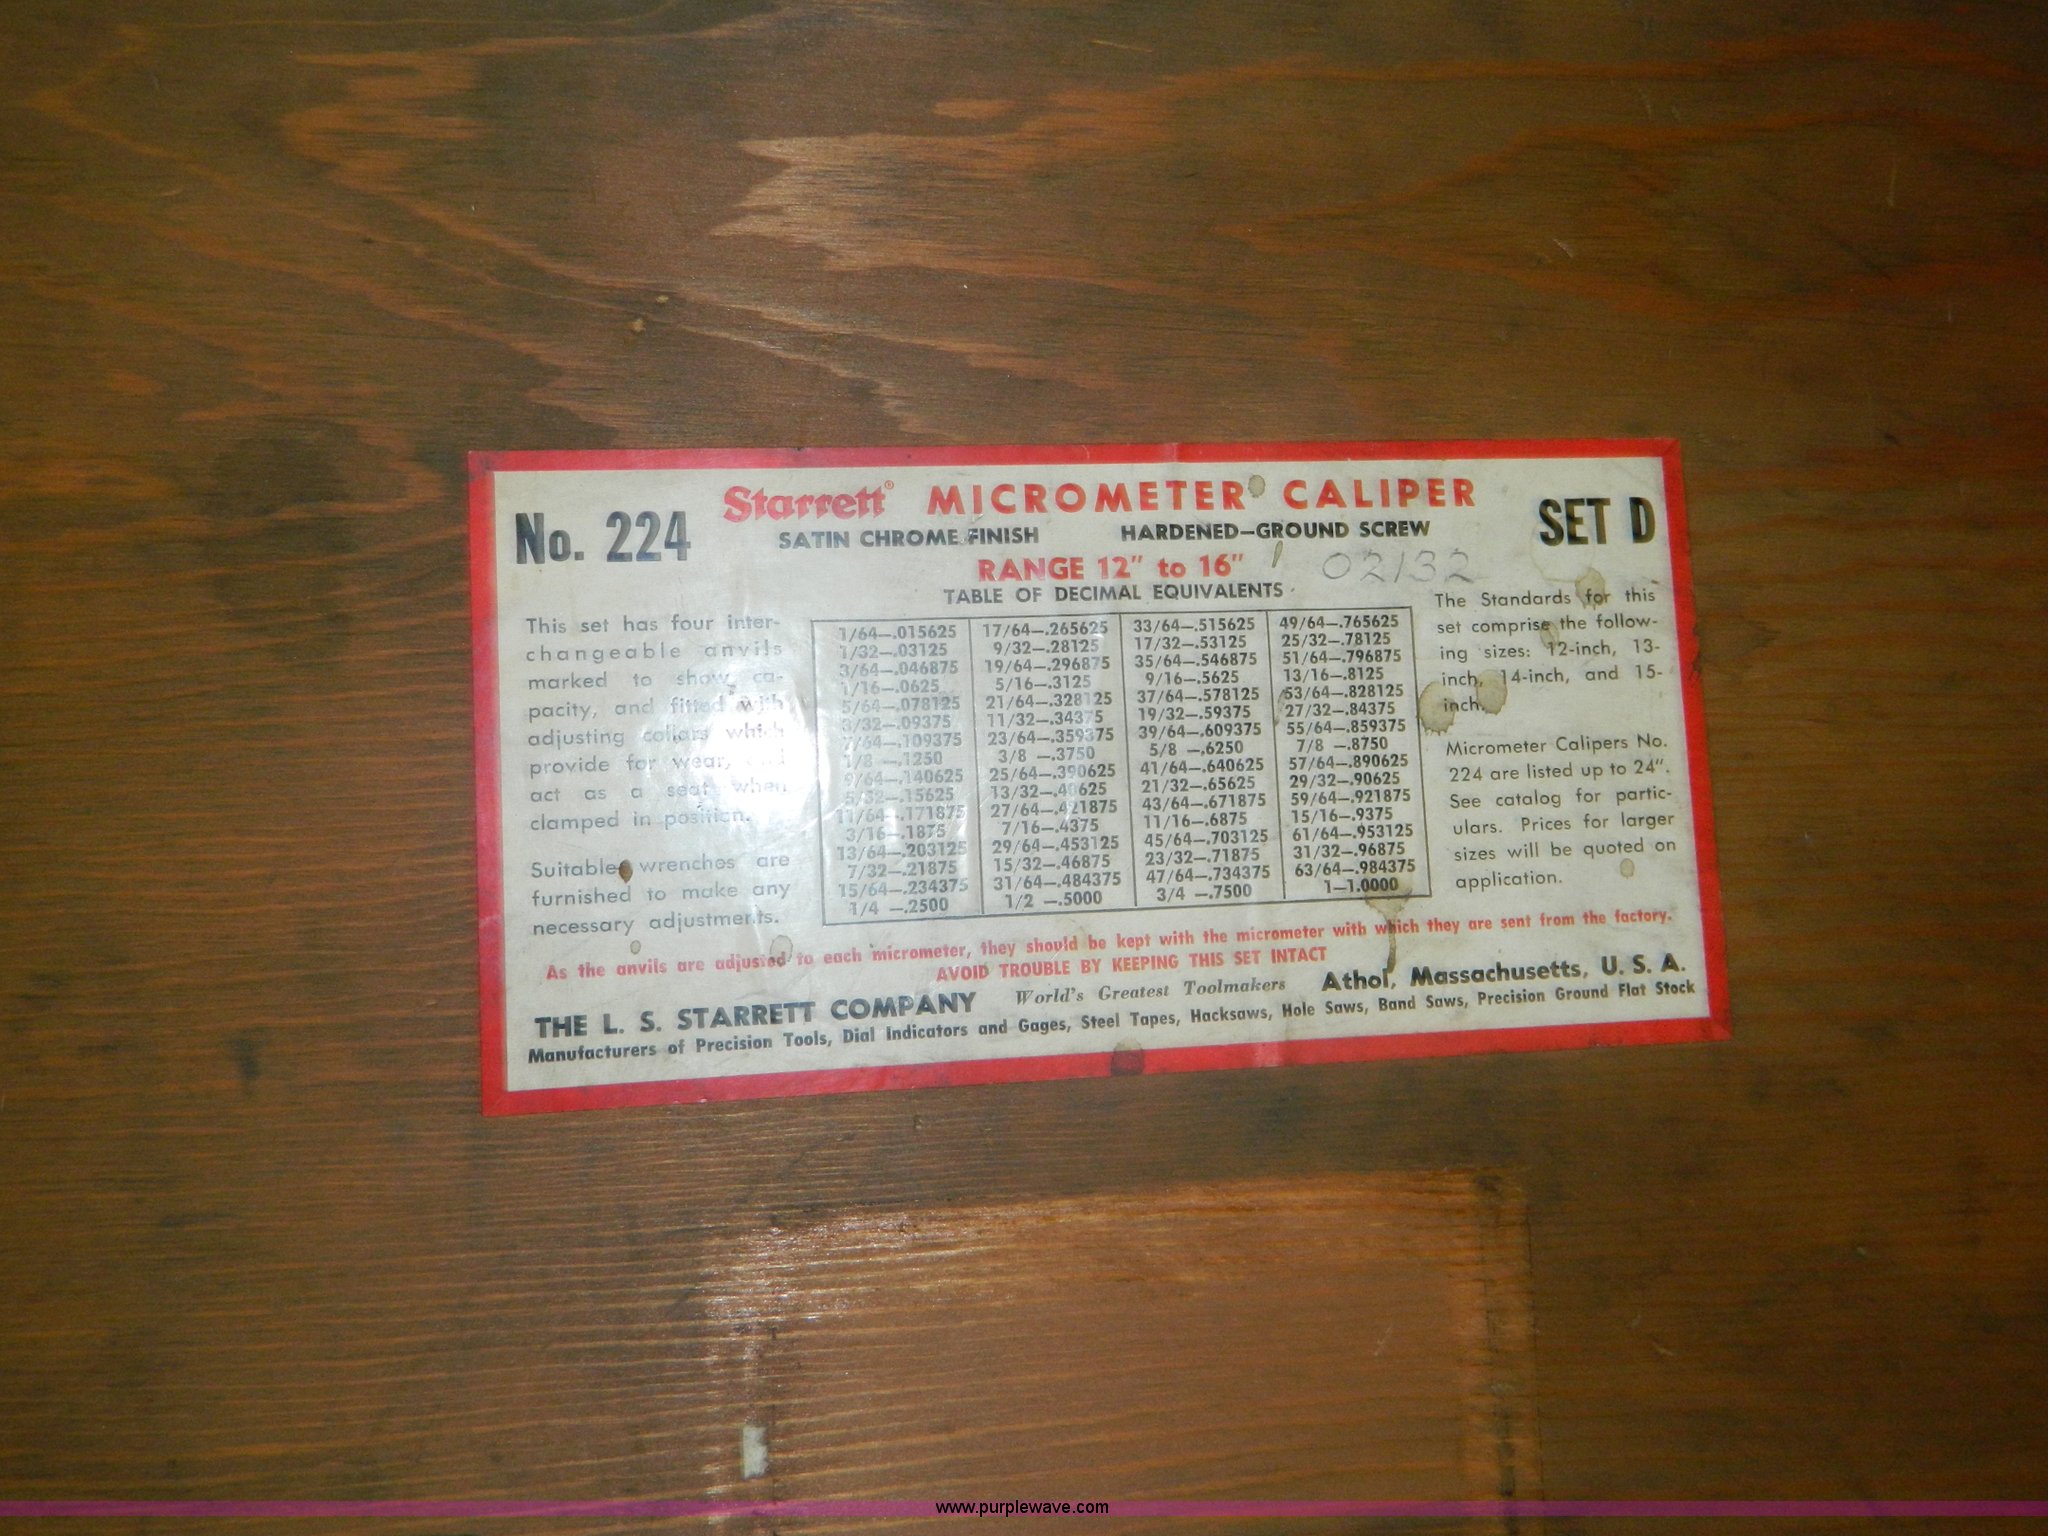 No. 224
Starrett® MICROMETER CALIPER
SET D
SATIN CHROME FINISH HARDENED—GROUND SCREW
RANGE 12" to 16"
02132
TABLE OF DECIMAL EQUIVALENTS
This set has four inter-
changeable anvils
marked to show ca-
pacity, and fitted with
adjusting collars which
provide for wear, and
act as a seat when
clamped in position.
Suitable wrenches are
furnished to make any
necessary adjustments.
1/64—.015625 17/64—.265625 33/64—.515625 49/64—.765625
1/32—.03125 9/32—.28125 17/32—.53125 25/32—.78125
3/64—.046875 19/64—.296875 35/64—.546875 51/64—.796875
1/16—.0625 5/16—.3125 9/16—.5625 13/16—.8125
5/64—.078125 21/64—.328125 37/64—.578125 53/64—.828125
3/32—.09375 11/32—.34375 19/32—.59375 27/32—.84375
7/64—.109375 23/64—.359375 39/64—.609375 55/64—.859375
1/8 —.1250 3/8 —.3750 5/8 —.6250 7/8 —.8750
9/64—.140625 25/64—.390625 41/64—.640625 57/64—.890625
5/32—.15625 13/32—.40625 21/32—.65625 29/32—.90625
11/64—.171875 27/64—.421875 43/64—.671875 59/64—.921875
3/16—.1875 7/16—.4375 11/16—.6875 15/16—.9375
13/64—.203125 29/64—.453125 45/64—.703125 61/64—.953125
7/32—.21875 15/32—.46875 23/32—.71875 31/32—.96875
15/64—.234375 31/64—.484375 47/64—.734375 63/64—.984375
1/4 —.2500 1/2 —.5000 3/4 —.7500 1—1.0000
The Standards for this
set comprise the follow-
ing sizes: 12-inch, 13-
inch, 14-inch, and 15-
inch.
Micrometer Calipers No.
224 are listed up to 24".
See catalog for partic-
ulars. Prices for larger
sizes will be quoted on
application.
As the anvils are adjusted to each micrometer, they should be kept with the micrometer with which they are sent from the factory.
AVOID TROUBLE BY KEEPING THIS SET INTACT
THE L. S. STARRETT COMPANY World's Greatest Toolmakers Athol, Massachusetts, U. S. A.
Manufacturers of Precision Tools, Dial Indicators and Gages, Steel Tapes, Hacksaws, Hole Saws, Band Saws, Precision Ground Flat Stock
www.purplewave.com